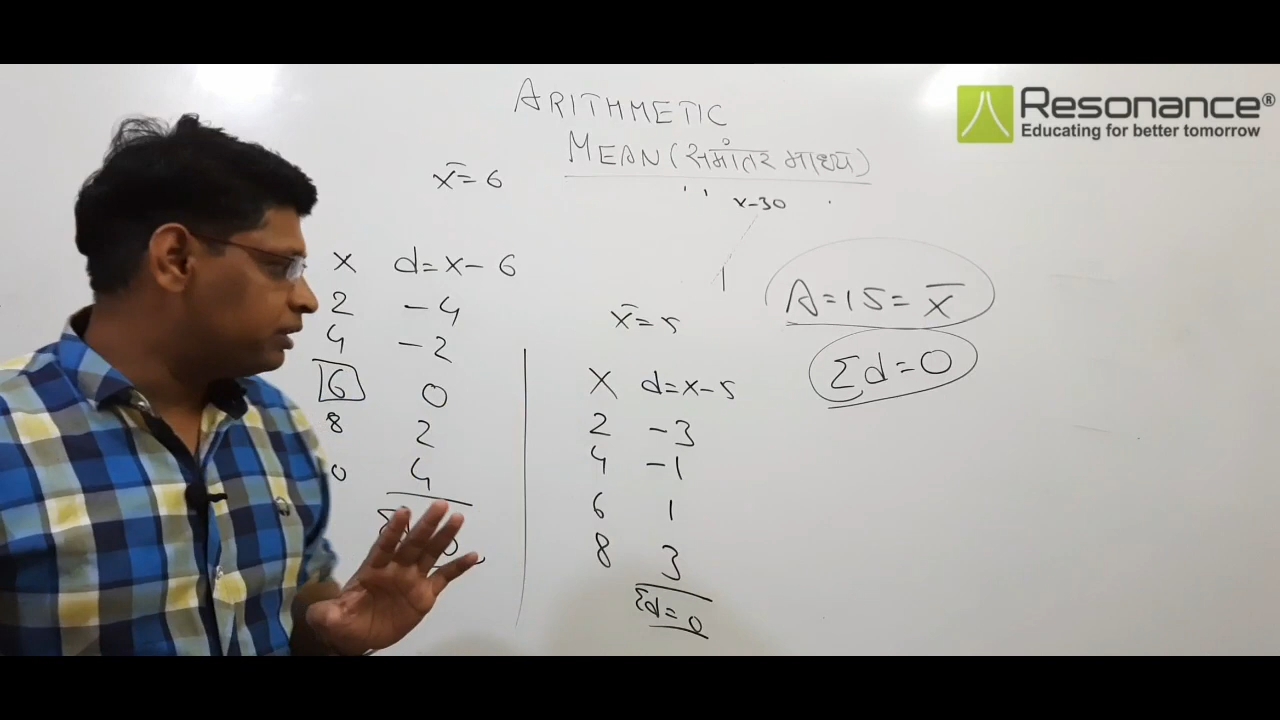 Resonance®
Educating for better tomorrow
ARITHMETIC
MEAN (समांतर माध्य)
x̄=6
x-30
X d=x-6
2 -4
4 -2
6 0
8 2
0 4
x̄=5
X d=x-5
2 -3
4 -1
6 1
8 3
Σd=0
A=15=x̄
Σd=0